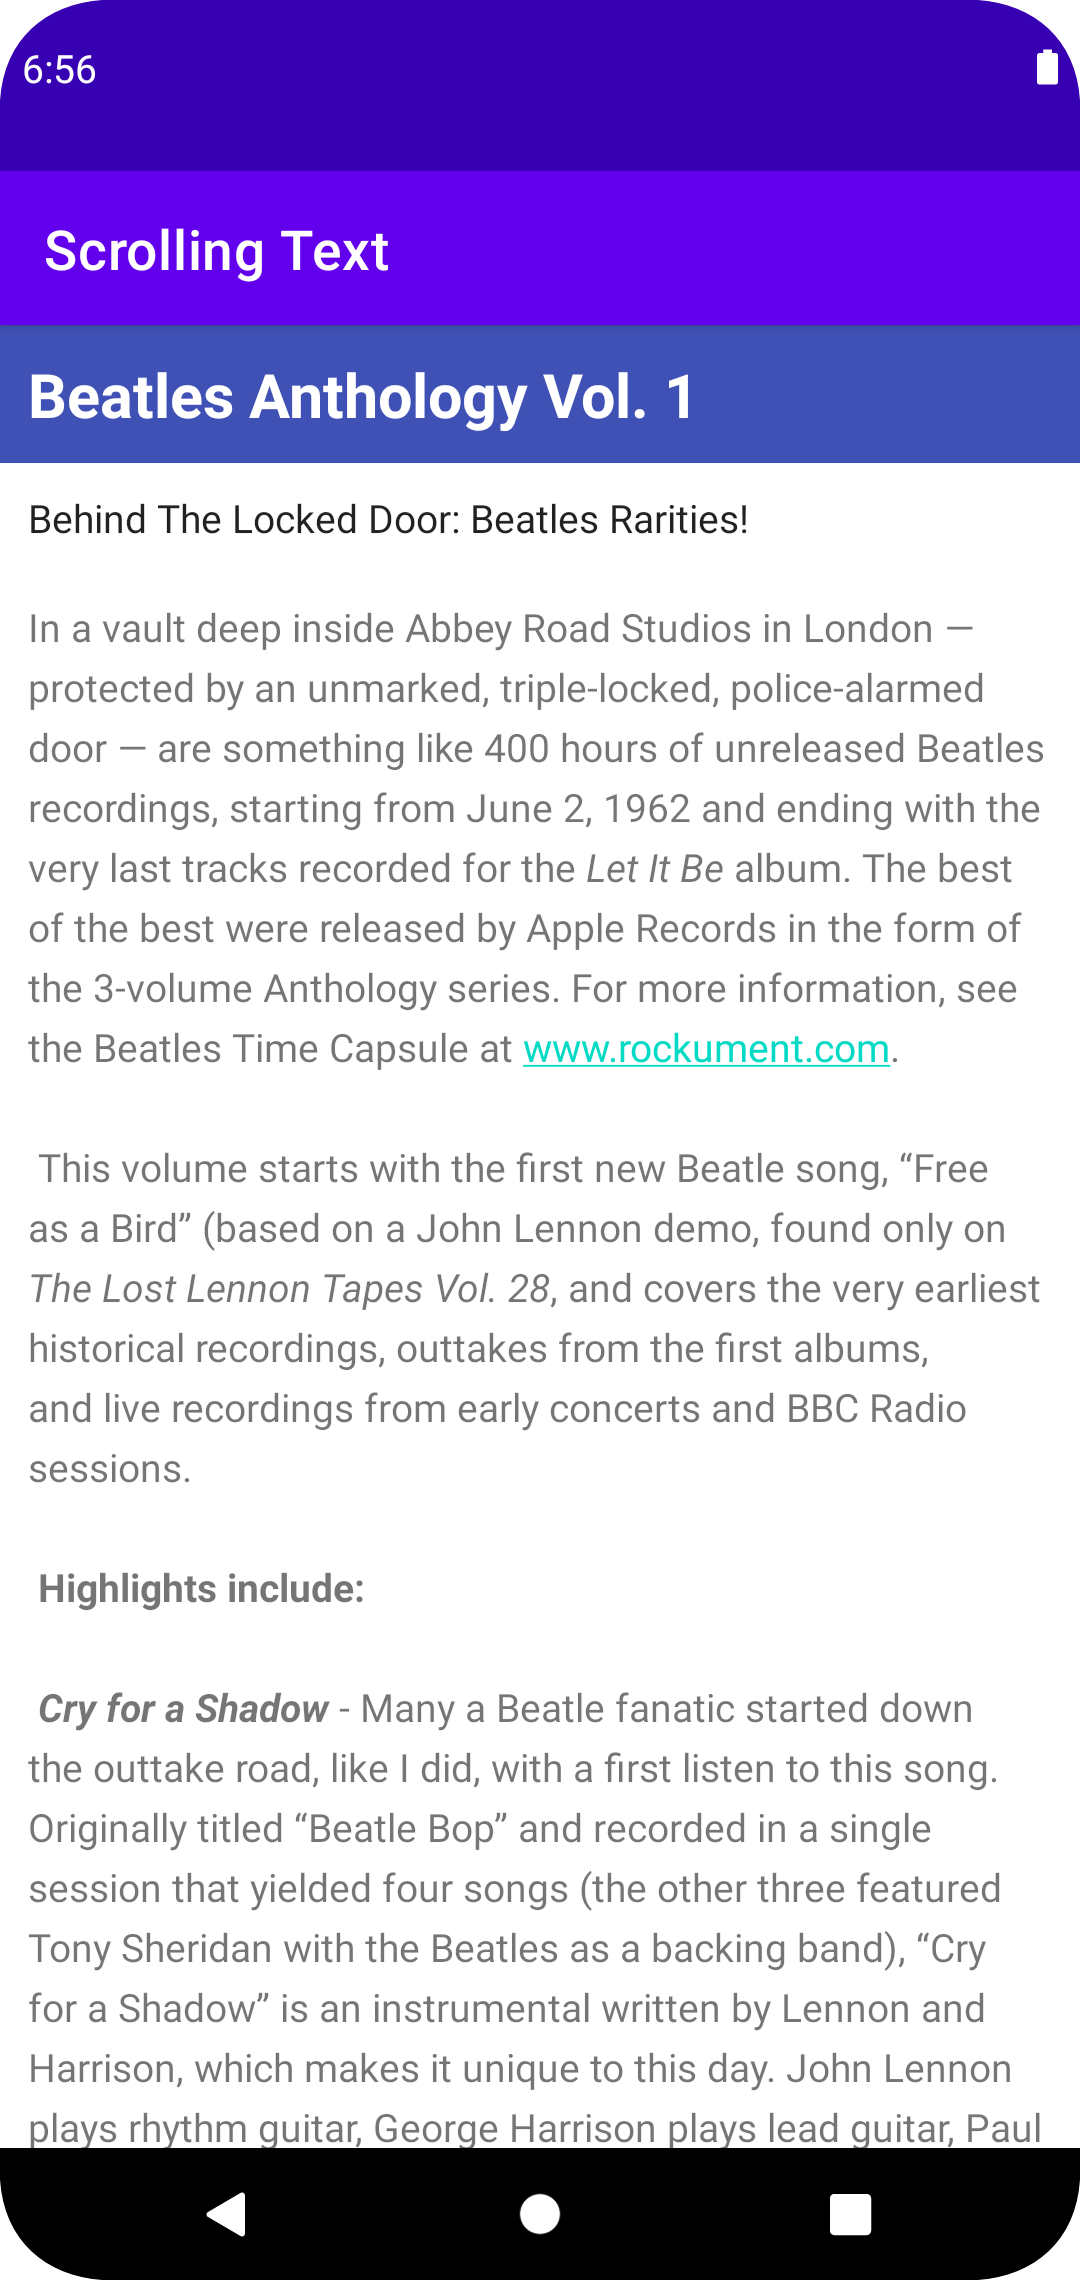 6:56
Scrolling Text
Beatles Anthology Vol. 1
Behind The Locked Door: Beatles Rarities!
In a vault deep inside Abbey Road Studios in London —
protected by an unmarked, triple-locked, police-alarmed
door — are something like 400 hours of unreleased Beatles
recordings, starting from June 2, 1962 and ending with the
very last tracks recorded for the Let It Be album. The best
of the best were released by Apple Records in the form of
the 3-volume Anthology series. For more information, see
the Beatles Time Capsule at www.rockument.com.
This volume starts with the first new Beatle song, “Free
as a Bird” (based on a John Lennon demo, found only on
The Lost Lennon Tapes Vol. 28, and covers the very earliest
historical recordings, outtakes from the first albums,
and live recordings from early concerts and BBC Radio
sessions.
Highlights include:
Cry for a Shadow - Many a Beatle fanatic started down
the outtake road, like I did, with a first listen to this song.
Originally titled “Beatle Bop” and recorded in a single
session that yielded four songs (the other three featured
Tony Sheridan with the Beatles as a backing band), “Cry
for a Shadow” is an instrumental written by Lennon and
Harrison, which makes it unique to this day. John Lennon
plays rhythm guitar, George Harrison plays lead guitar, Paul